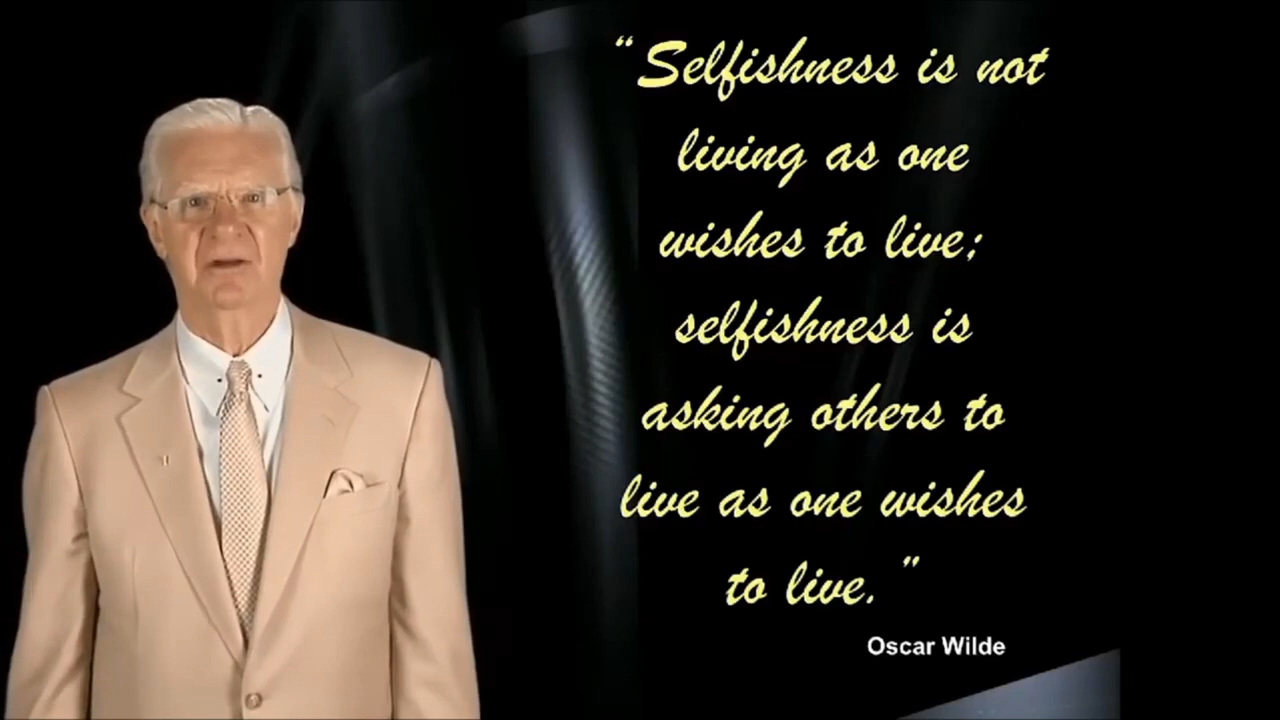 “Selfishness is not
living as one
wishes to live;
selfishness is
asking others to
live as one wishes
to live.”
Oscar Wilde